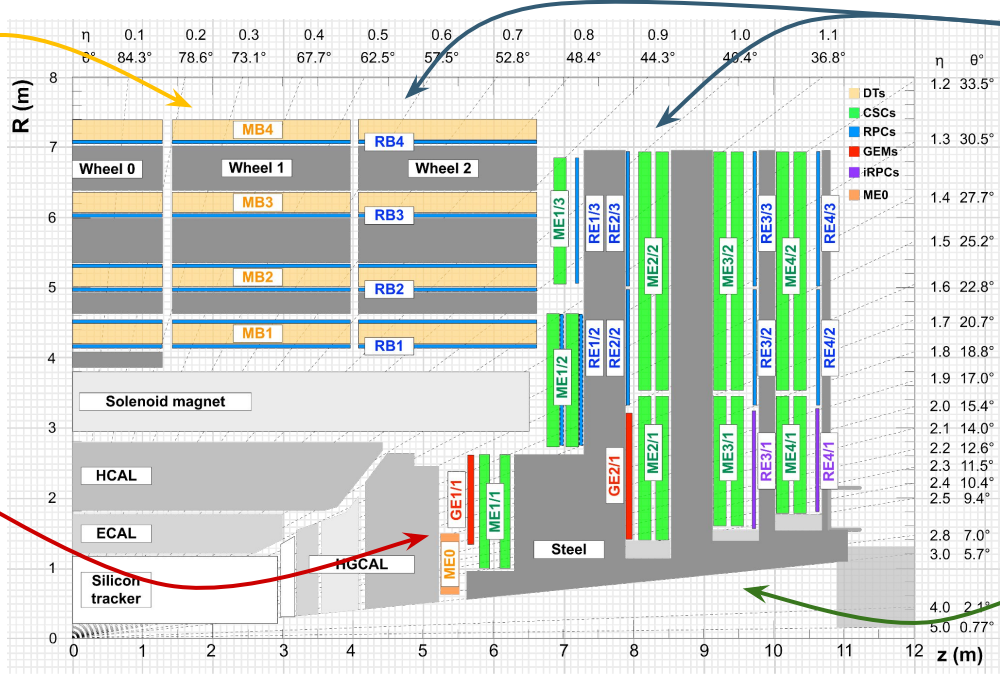 η 0.1 0.2 0.3 0.4 0.5 0.6 0.7 0.8 0.9 1.0 1.1
θ° 84.3° 78.6° 73.1° 67.7° 62.5° 57.5° 52.8° 48.4° 44.3° 40.4° 36.8° η θ°
R (m)
8
7
6
5
4
3
2
1
0
1.2 33.5°
1.3 30.5°
1.4 27.7°
1.5 25.2°
1.6 22.8°
1.7 20.7°
1.8 18.8°
1.9 17.0°
2.0 15.4°
2.1 14.0°
2.2 12.6°
2.3 11.5°
2.4 10.4°
2.5 9.4°
2.8 7.0°
3.0 5.7°
4.0 2.1°
5.0 0.77°
DTs
CSCs
RPCs
GEMs
iRPCs
ME0
MB4
RB4
Wheel 0 Wheel 1 Wheel 2
MB3
RB3
MB2
RB2
MB1
RB1
Solenoid magnet
HCAL
ECAL
HGCAL
Silicon
tracker
Steel
ME1/3
RE1/3
RE2/3
ME2/2
ME3/2
RE3/3
ME4/2
RE4/3
ME1/2
RE1/2
RE2/2
RE3/2
RE4/2
GE1/1
ME1/1
ME0
GE2/1
ME2/1
ME3/1
RE3/1
ME4/1
RE4/1
0 1 2 3 4 5 6 7 8 9 10 11 12
z (m)